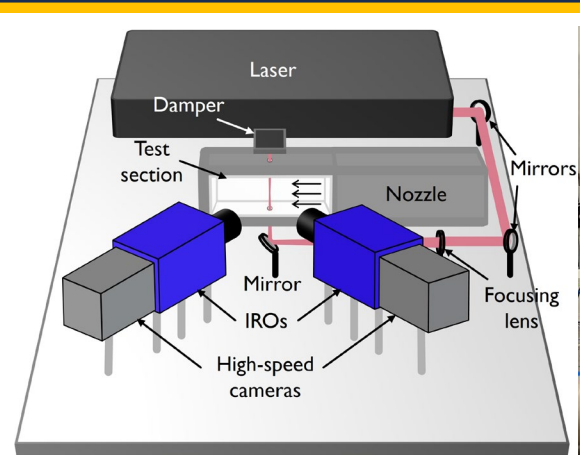 Laser
Damper
Test
section
Mirrors
Nozzle
Mirror
Focusing
lens
IROs
High-speed
cameras